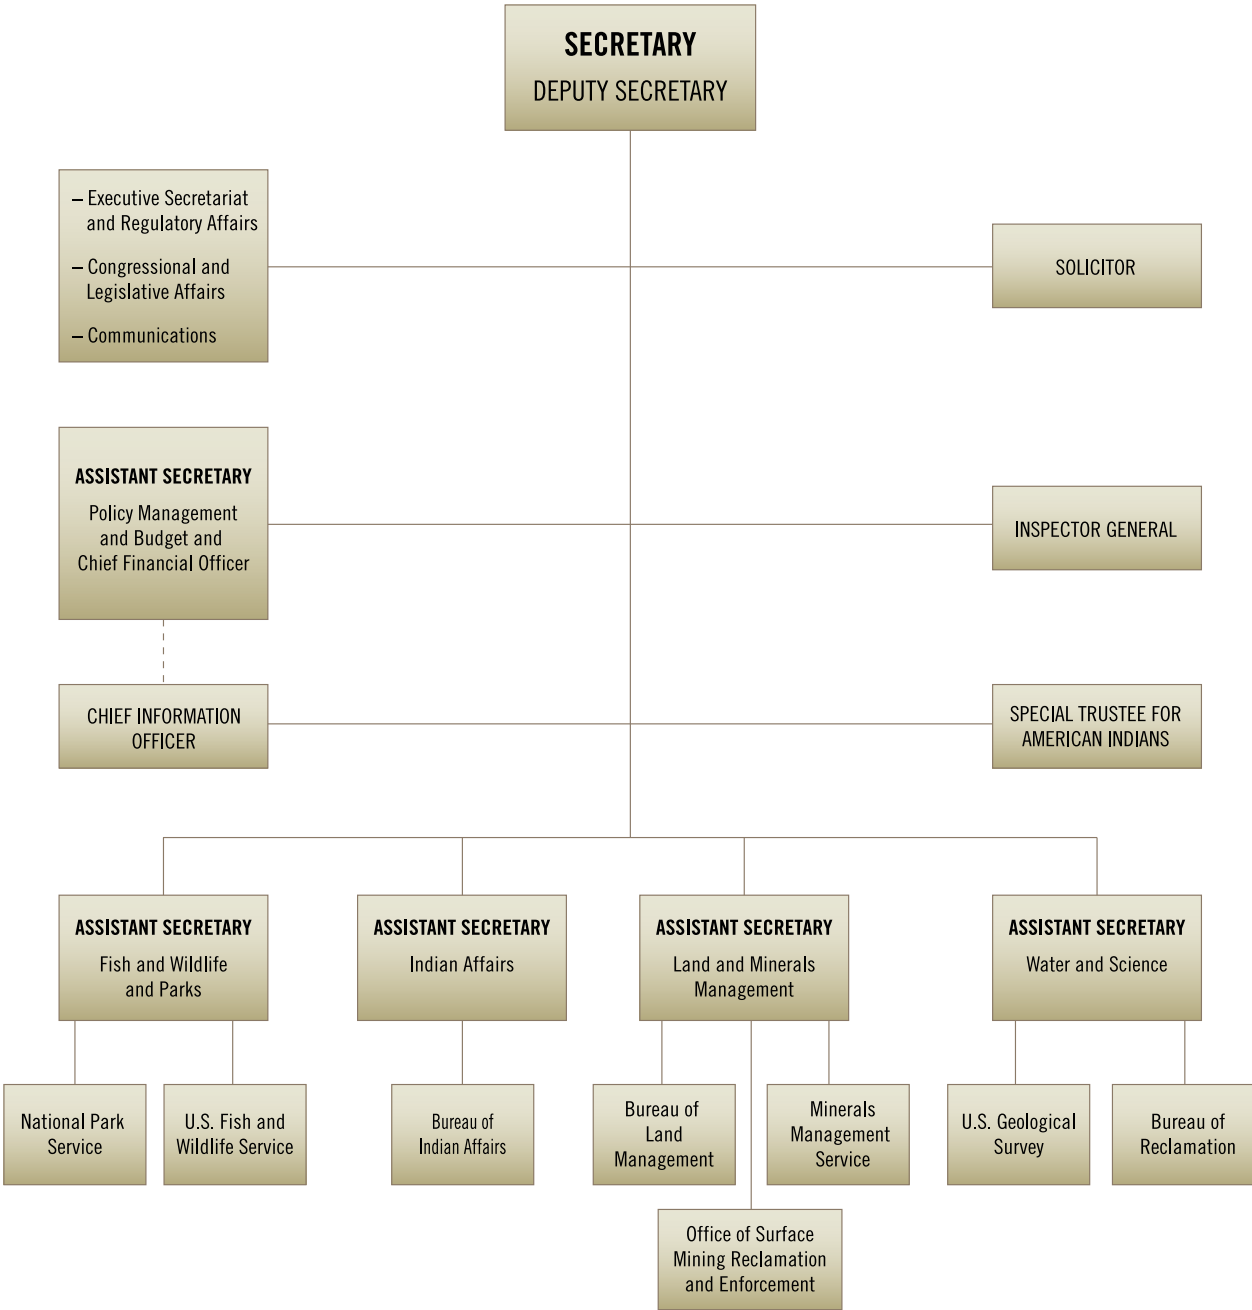 SECRETARY
DEPUTY SECRETARY
– Executive Secretariat
and Regulatory Affairs
– Congressional and
Legislative Affairs
– Communications
SOLICITOR
ASSISTANT SECRETARY
Policy Management
and Budget and
Chief Financial Officer
INSPECTOR GENERAL
CHIEF INFORMATION
OFFICER
SPECIAL TRUSTEE FOR
AMERICAN INDIANS
ASSISTANT SECRETARY
Fish and Wildlife
and Parks
ASSISTANT SECRETARY
Indian Affairs
ASSISTANT SECRETARY
Land and Minerals
Management
ASSISTANT SECRETARY
Water and Science
National Park
Service
U.S. Fish and
Wildlife Service
Bureau of
Indian Affairs
Bureau of
Land
Management
Minerals
Management
Service
U.S. Geological
Survey
Bureau of
Reclamation
Office of Surface
Mining Reclamation
and Enforcement